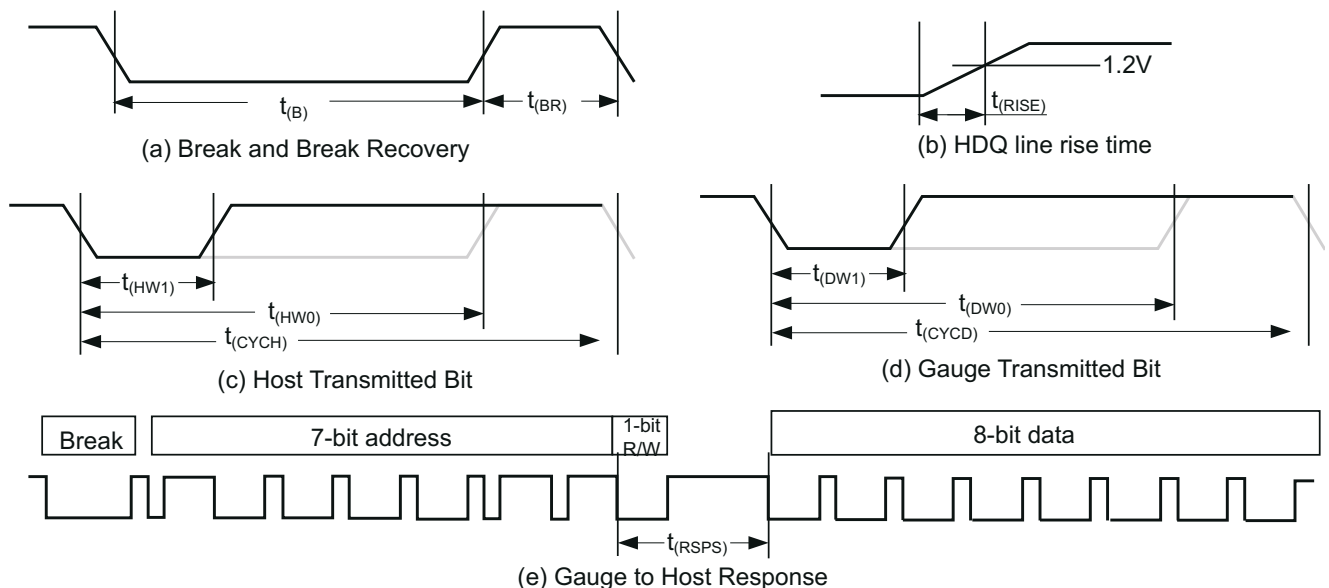 t(B)
t(BR)
(a) Break and Break Recovery
1.2V
t(RISE)
(b) HDQ line rise time
t(HW1)
t(HW0)
t(CYCH)
(c) Host Transmitted Bit
t(DW1)
t(DW0)
t(CYCD)
(d) Gauge Transmitted Bit
Break
7-bit address
1-bit
R/W
8-bit data
t(RSPS)
(e) Gauge to Host Response